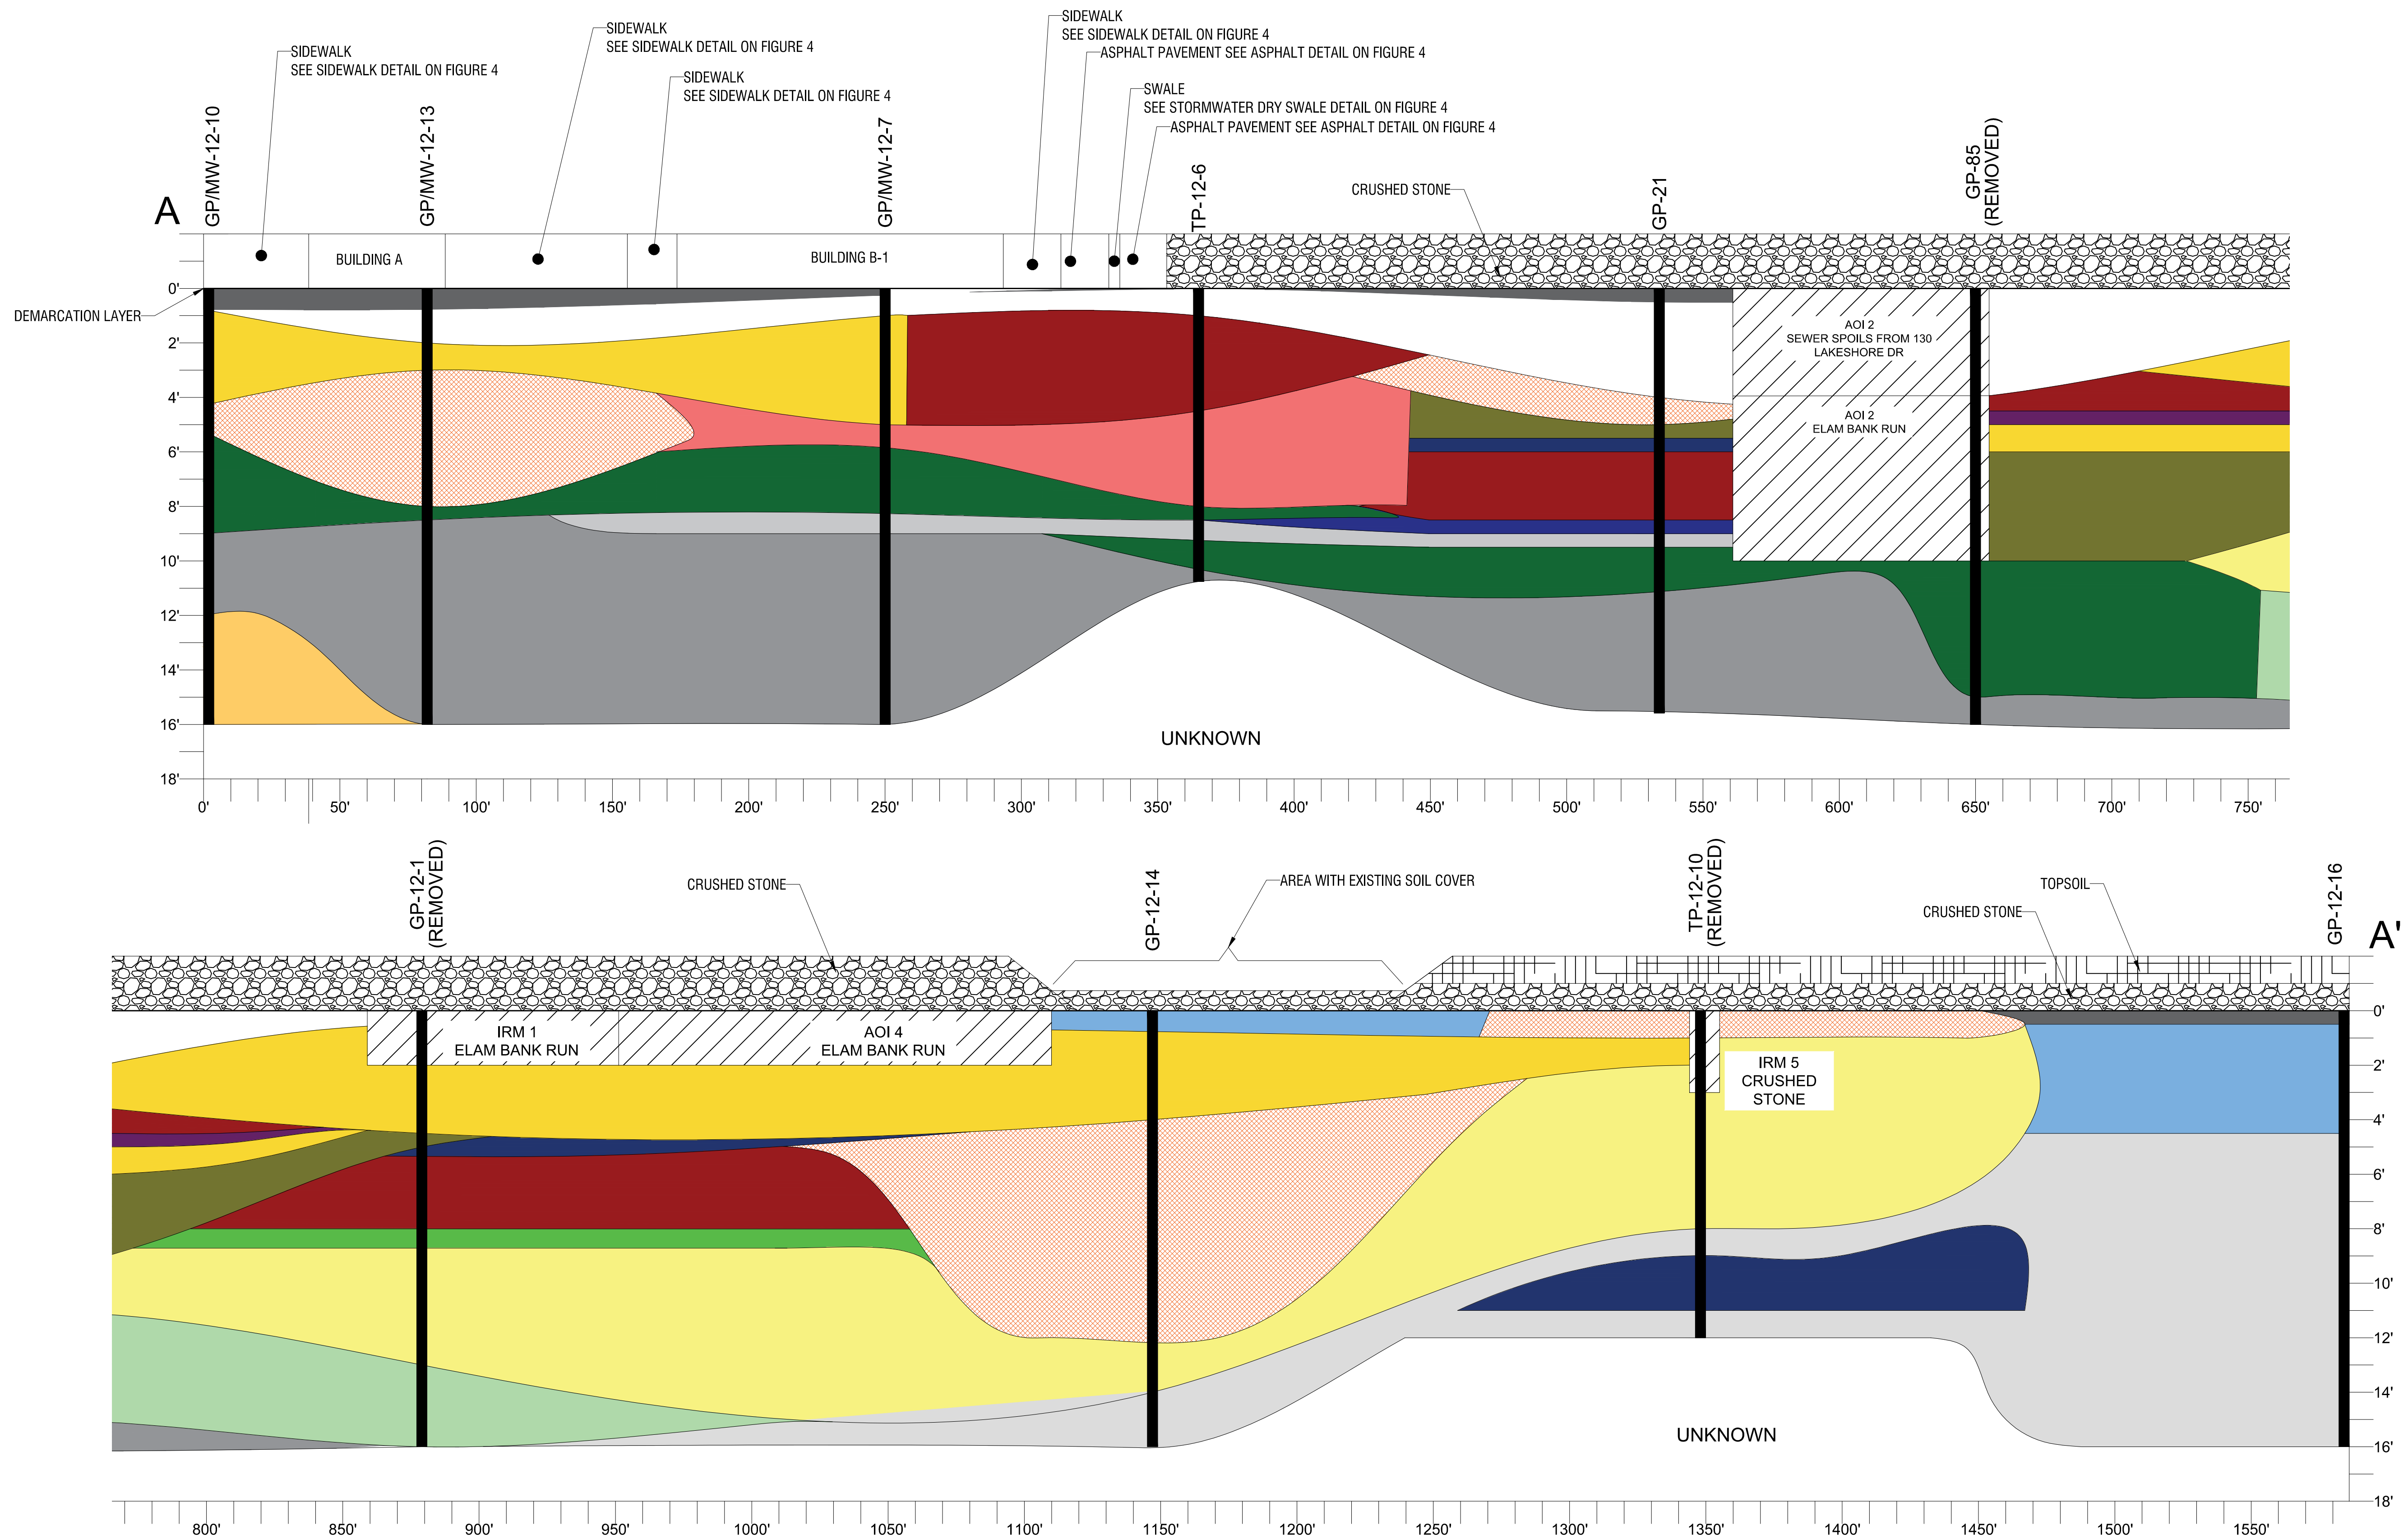 SIDEWALK
SEE SIDEWALK DETAIL ON FIGURE 4
SIDEWALK
SEE SIDEWALK DETAIL ON FIGURE 4
SIDEWALK
SEE SIDEWALK DETAIL ON FIGURE 4
SIDEWALK
SEE SIDEWALK DETAIL ON FIGURE 4
ASPHALT PAVEMENT SEE ASPHALT DETAIL ON FIGURE 4
SWALE
SEE STORMWATER DRY SWALE DETAIL ON FIGURE 4
ASPHALT PAVEMENT SEE ASPHALT DETAIL ON FIGURE 4
CRUSHED STONE
A
GP/MW-12-10
GP/MW-12-13
GP/MW-12-7
TP-12-6
GP-21
GP-85
(REMOVED)
BUILDING A
BUILDING B-1
DEMARCATION LAYER
0'
2'
4'
6'
8'
10'
12'
14'
16'
18'
AOI 2
SEWER SPOILS FROM 130
LAKESHORE DR
AOI 2
ELAM BANK RUN
UNKNOWN
0'
50'
100'
150'
200'
250'
300'
350'
400'
450'
500'
550'
600'
650'
700'
750'
GP-12-1
(REMOVED)
CRUSHED STONE
AREA WITH EXISTING SOIL COVER
GP-12-14
TP-12-10
(REMOVED)
CRUSHED STONE
TOPSOIL
GP-12-16
A'
IRM 1
ELAM BANK RUN
AOI 4
ELAM BANK RUN
IRM 5
CRUSHED
STONE
UNKNOWN
0'
2'
4'
6'
8'
10'
12'
14'
16'
18'
800'
850'
900'
950'
1000'
1050'
1100'
1150'
1200'
1250'
1300'
1350'
1400'
1450'
1500'
1550'